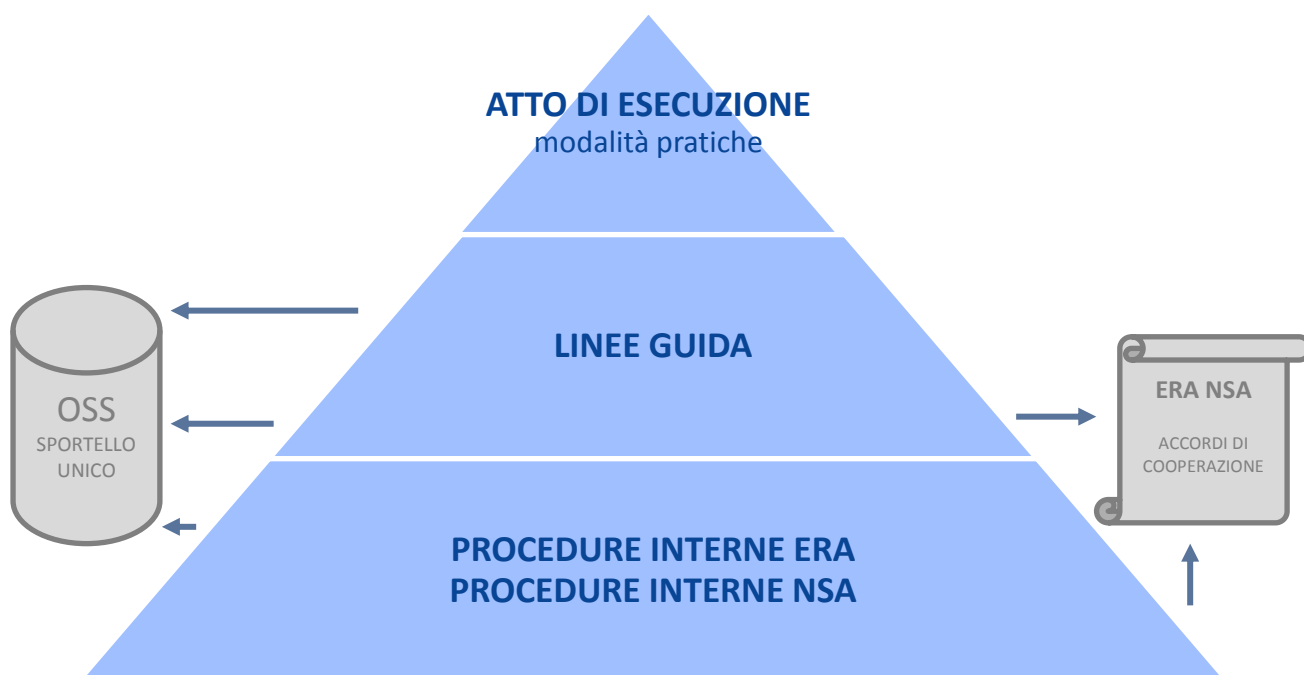 ATTO DI ESECUZIONE
modalità pratiche
LINEE GUIDA
OSS
SPORTELLO
UNICO
ERA NSA
ACCORDI DI
COOPERAZIONE
PROCEDURE INTERNE ERA
PROCEDURE INTERNE NSA